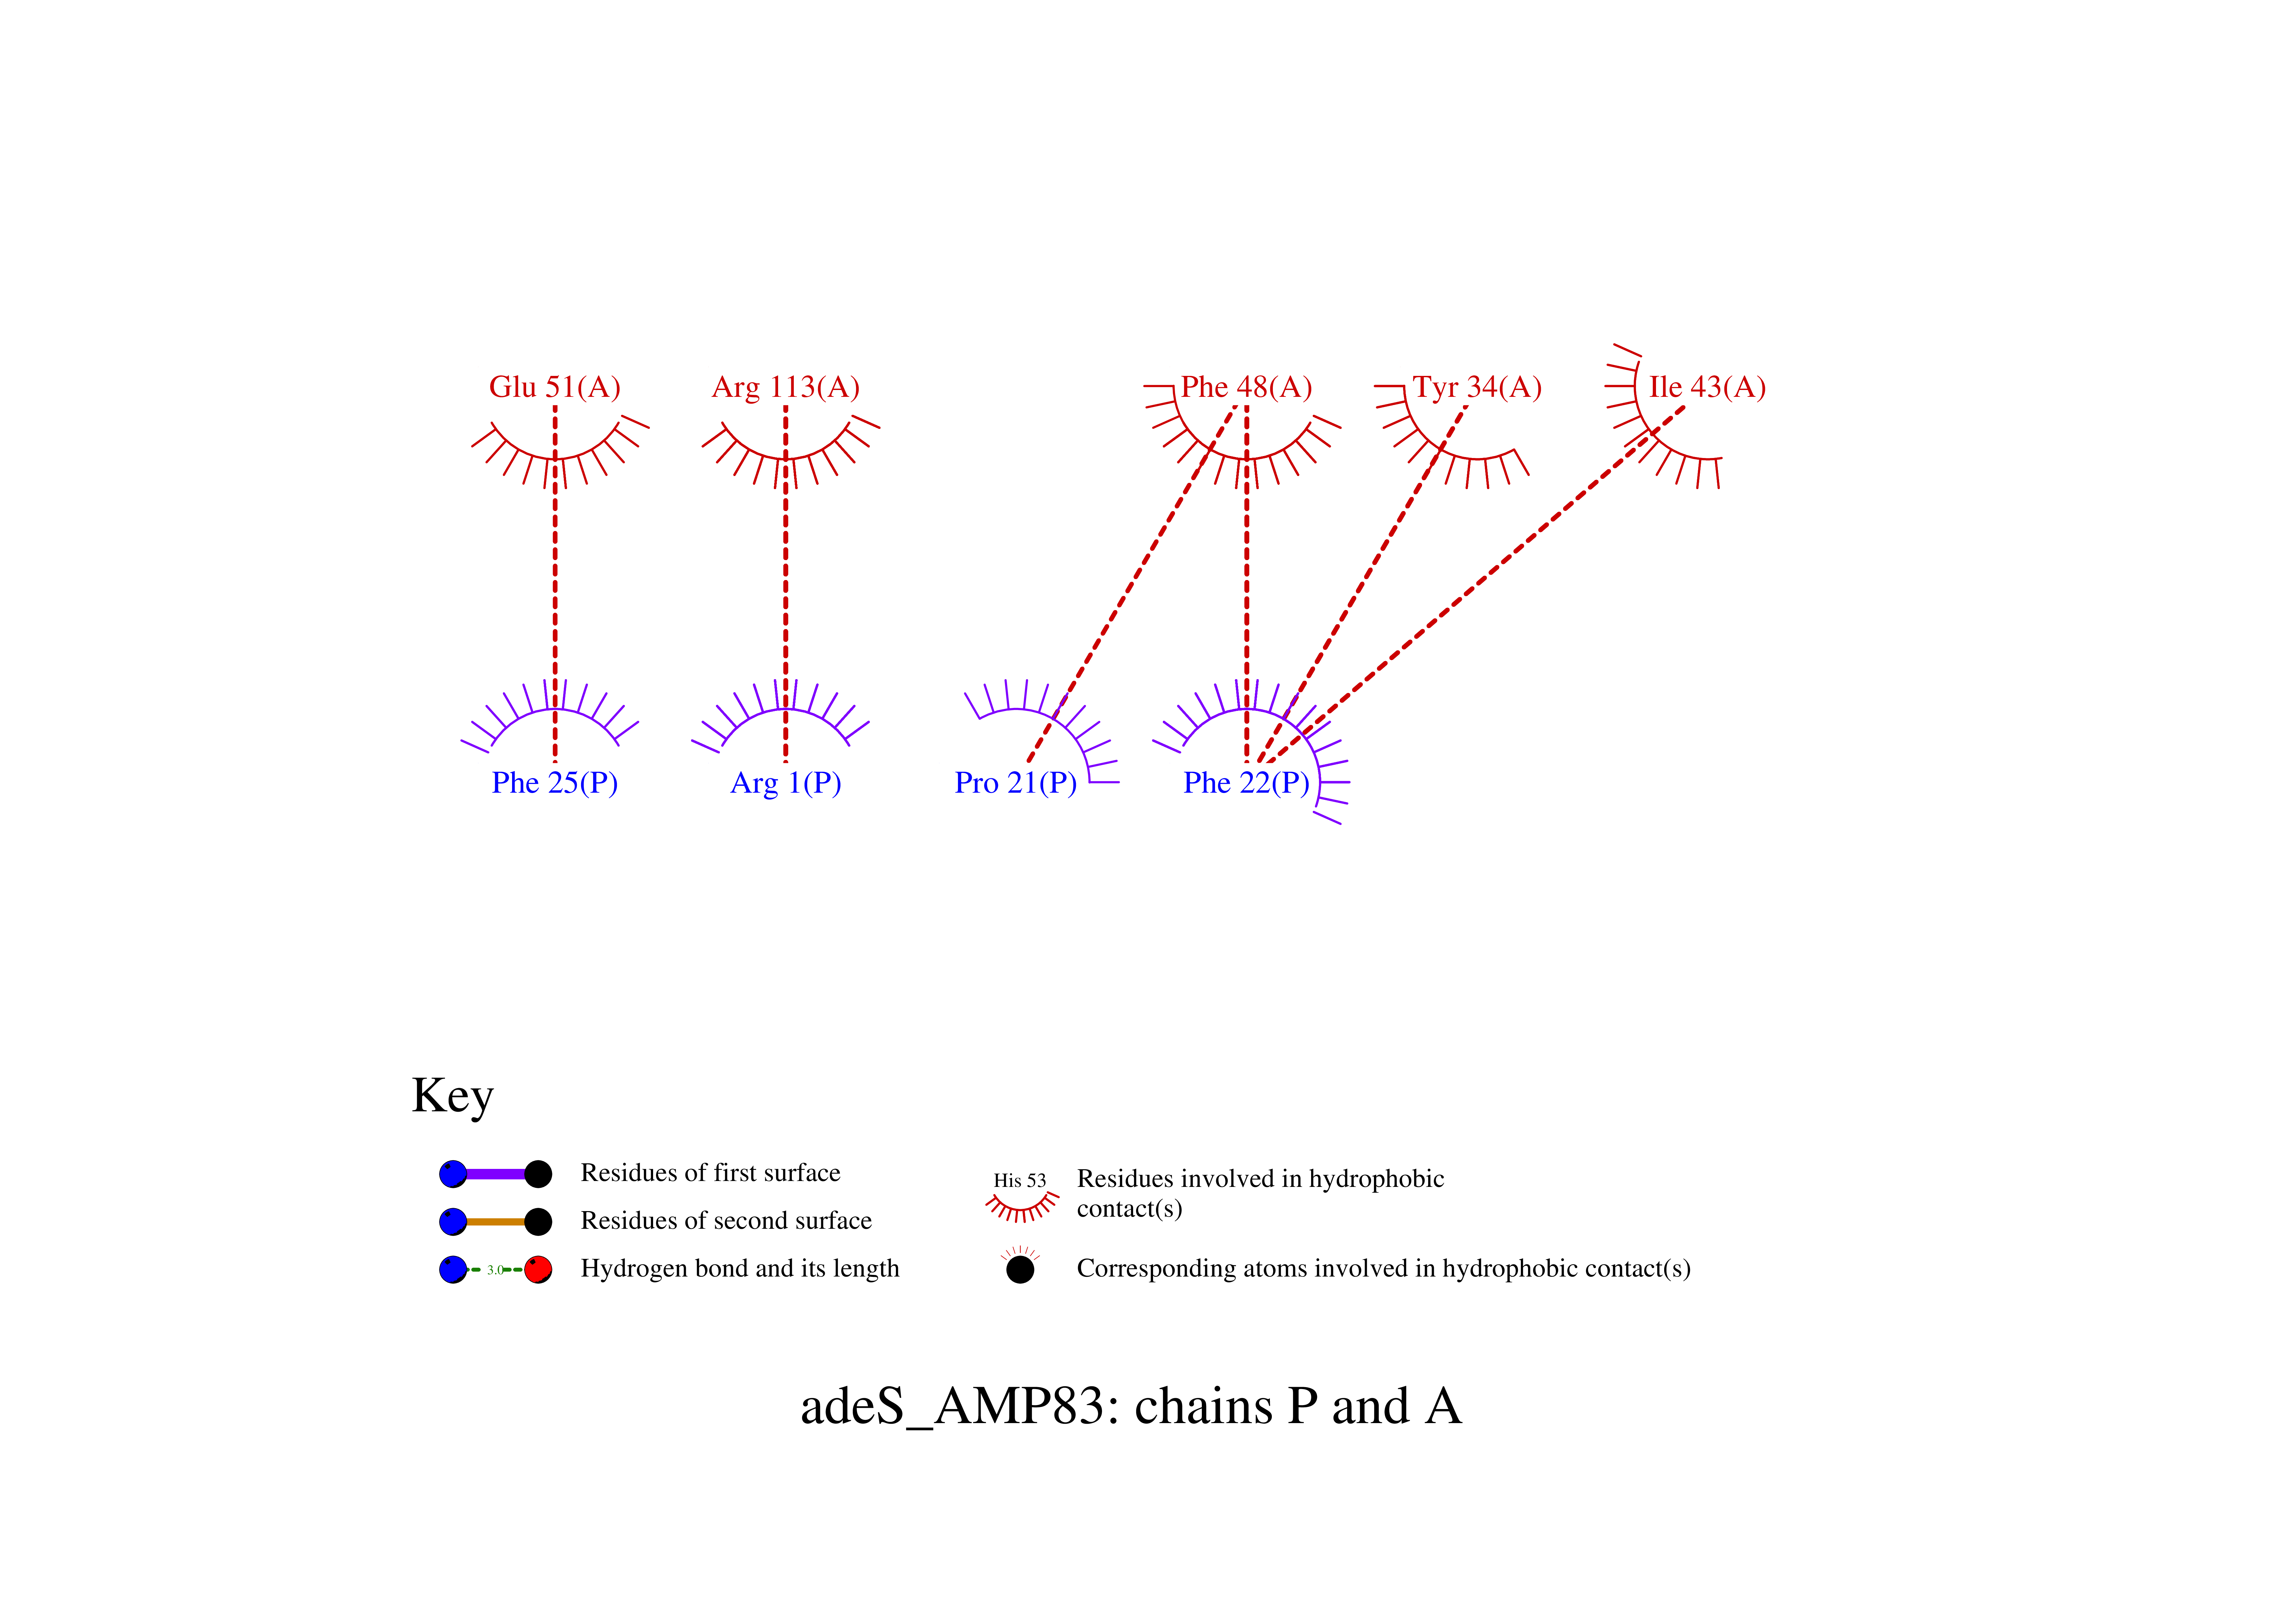 Glu 51(A) Arg 113(A) Phe 48(A) Tyr 34(A) Ile 43(A)
Phe 25(P) Arg 1(P) Pro 21(P) Phe 22(P)
Key
Residues of first surface
Residues of second surface
3.0 Hydrogen bond and its length
His 53 Residues involved in hydrophobic
contact(s)
Corresponding atoms involved in hydrophobic contact(s)
adeS_AMP83: chains P and A